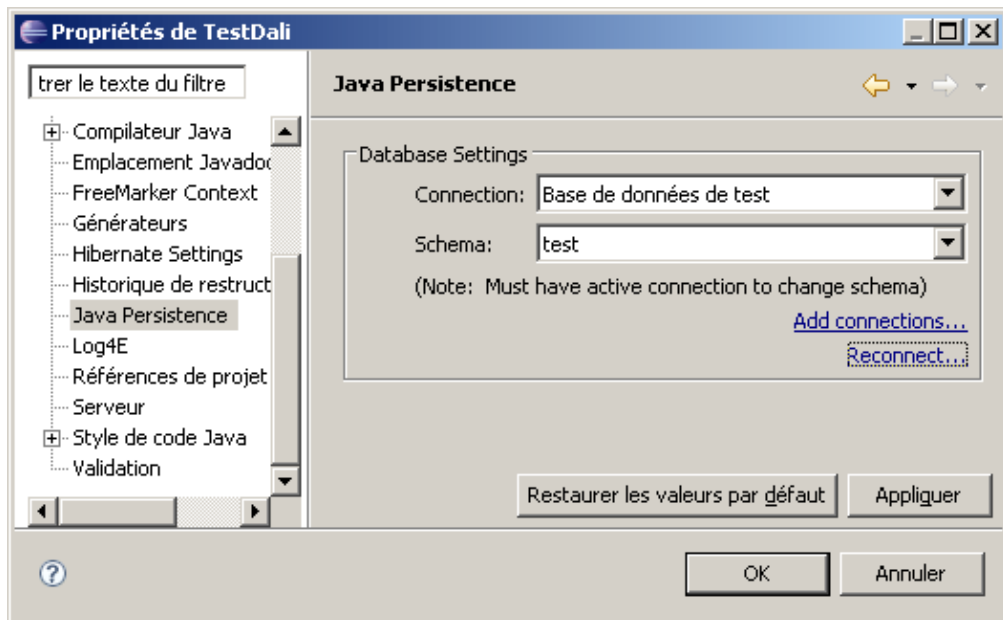 Propriétés de TestDali
trer le texte du filtre
Compilateur Java
Emplacement Javadoc
FreeMarker Context
Générateurs
Hibernate Settings
Historique de restruct
Java Persistence
Log4E
Références de projet
Serveur
Style de code Java
Validation
Java Persistence
Database Settings
Connection: Base de données de test
Schema: test
(Note: Must have active connection to change schema)
Add connections...
Reconnect...
Restaurer les valeurs par défaut Appliquer
? OK Annuler